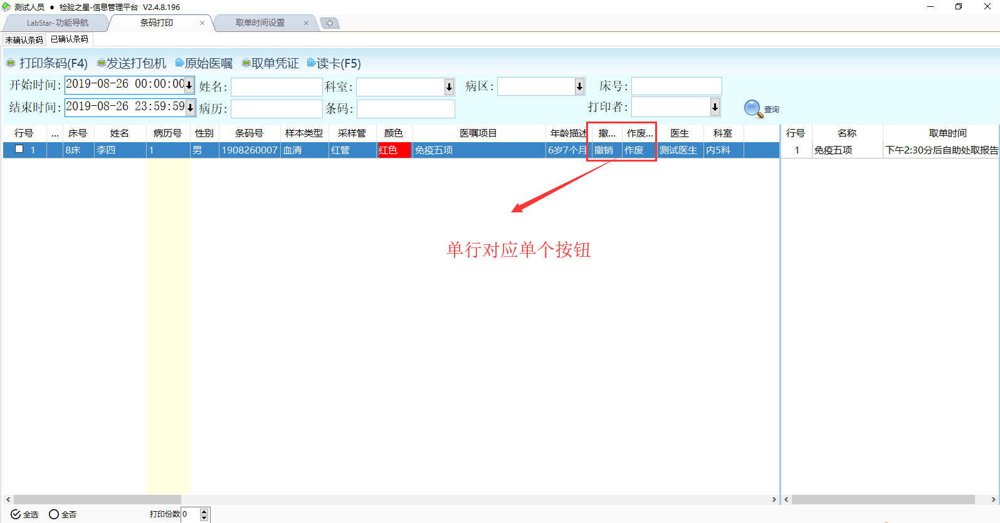 测试人员 ● 检验之星-信息管理平台 V2.4.8.196
LabStar- 功能导航 条码打印 取单时间设置
未确认条码 已确认条码
打印条码(F4) 发送打包机 原始医嘱 取单凭证 读卡(F5)
开始时间: 2019-08-26 00:00:00 姓名: 科室: 病区: 床号:
结束时间: 2019-08-26 23:59:59 病历: 条码: 打印者: 查询
行号 ... 床号 姓名 病历号 性别 条码号 样本类型 采样管 颜色 医嘱项目 年龄描述 撤... 作废... 医生 科室 行号 名称 取单时间
1 8床 李四 1 男 1908260007 血清 红管 红色 免疫五项 6岁7个月 撤销 作废 测试医生 内5科 1 免疫五项 下午2:30分后自助处取报告
单行对应单个按钮
全选 全否 打印份数 0